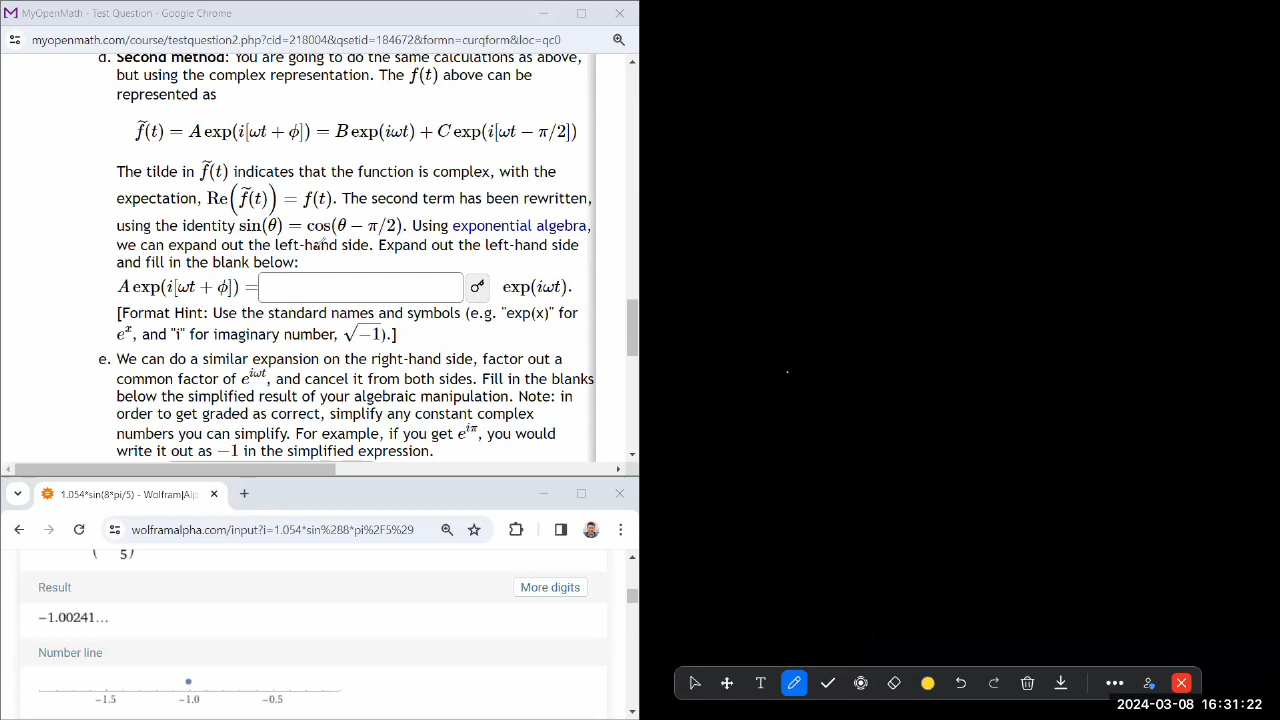 MyOpenMath - Test Question - Google Chrome
myopenmath.com/course/testquestion2.php?cid=218004&qsetid=184672&formn=curqform&loc=qc0
d. Second method: You are going to do the same calculations as above,
but using the complex representation. The f(t) above can be
represented as
f̃(t) = A exp(i[ωt + ϕ]) = B exp(iωt) + C exp(i[ωt − π/2])
The tilde in f̃(t) indicates that the function is complex, with the
expectation, Re(f̃(t)) = f(t). The second term has been rewritten,
using the identity sin(θ) = cos(θ − π/2). Using exponential algebra,
we can expand out the left-hand side. Expand out the left-hand side
and fill in the blank below:
A exp(i[ωt + ϕ]) = exp(iωt).
[Format Hint: Use the standard names and symbols (e.g. "exp(x)" for
e^x, and "i" for imaginary number, √−1).]
e. We can do a similar expansion on the right-hand side, factor out a
common factor of e^{iωt}, and cancel it from both sides. Fill in the blanks
below the simplified result of your algebraic manipulation. Note: in
order to get graded as correct, simplify any constant complex
numbers you can simplify. For example, if you get e^{iπ}, you would
write it out as −1 in the simplified expression.
1.054*sin(8*pi/5) - Wolfram|Alp
wolframalpha.com/input?i=1.054*sin%288*pi%2F5%29
5)
Result
More digits
−1.00241…
Number line
−1.5 −1.0 −0.5
T
2024-03-08 16:31:22